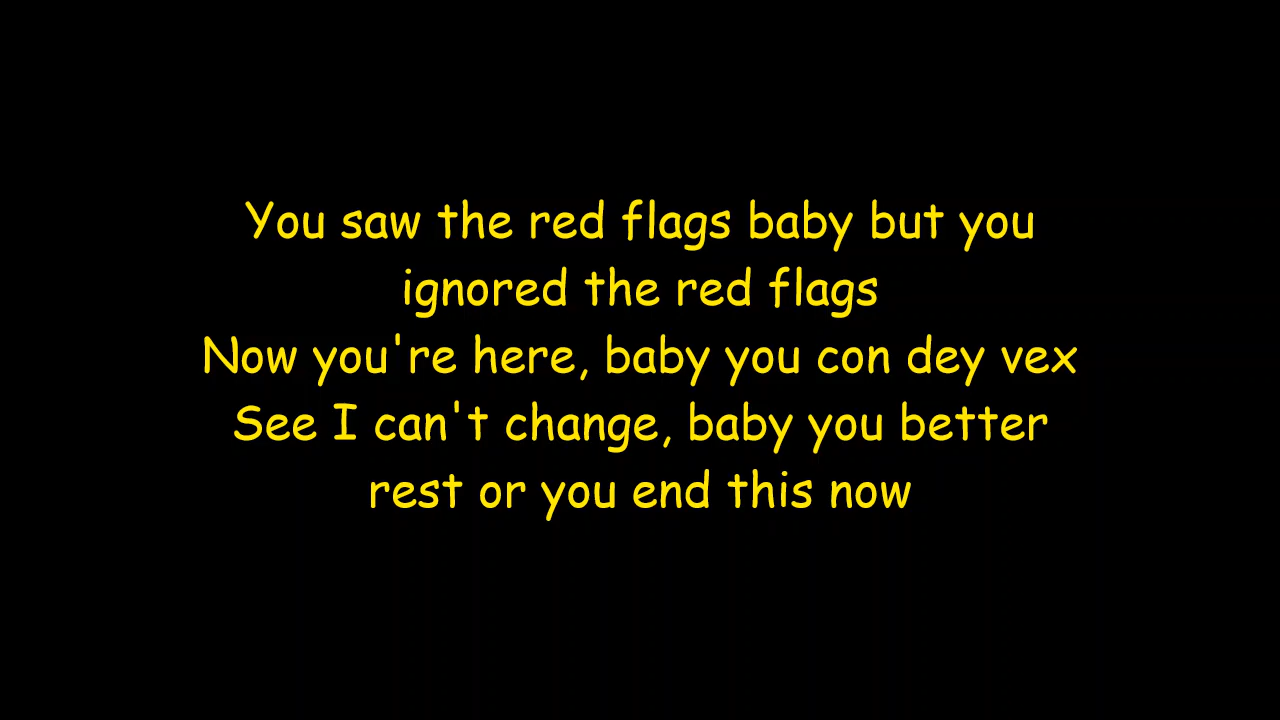 You saw the red flags baby but you
ignored the red flags
Now you're here, baby you con dey vex
See I can't change, baby you better
rest or you end this now